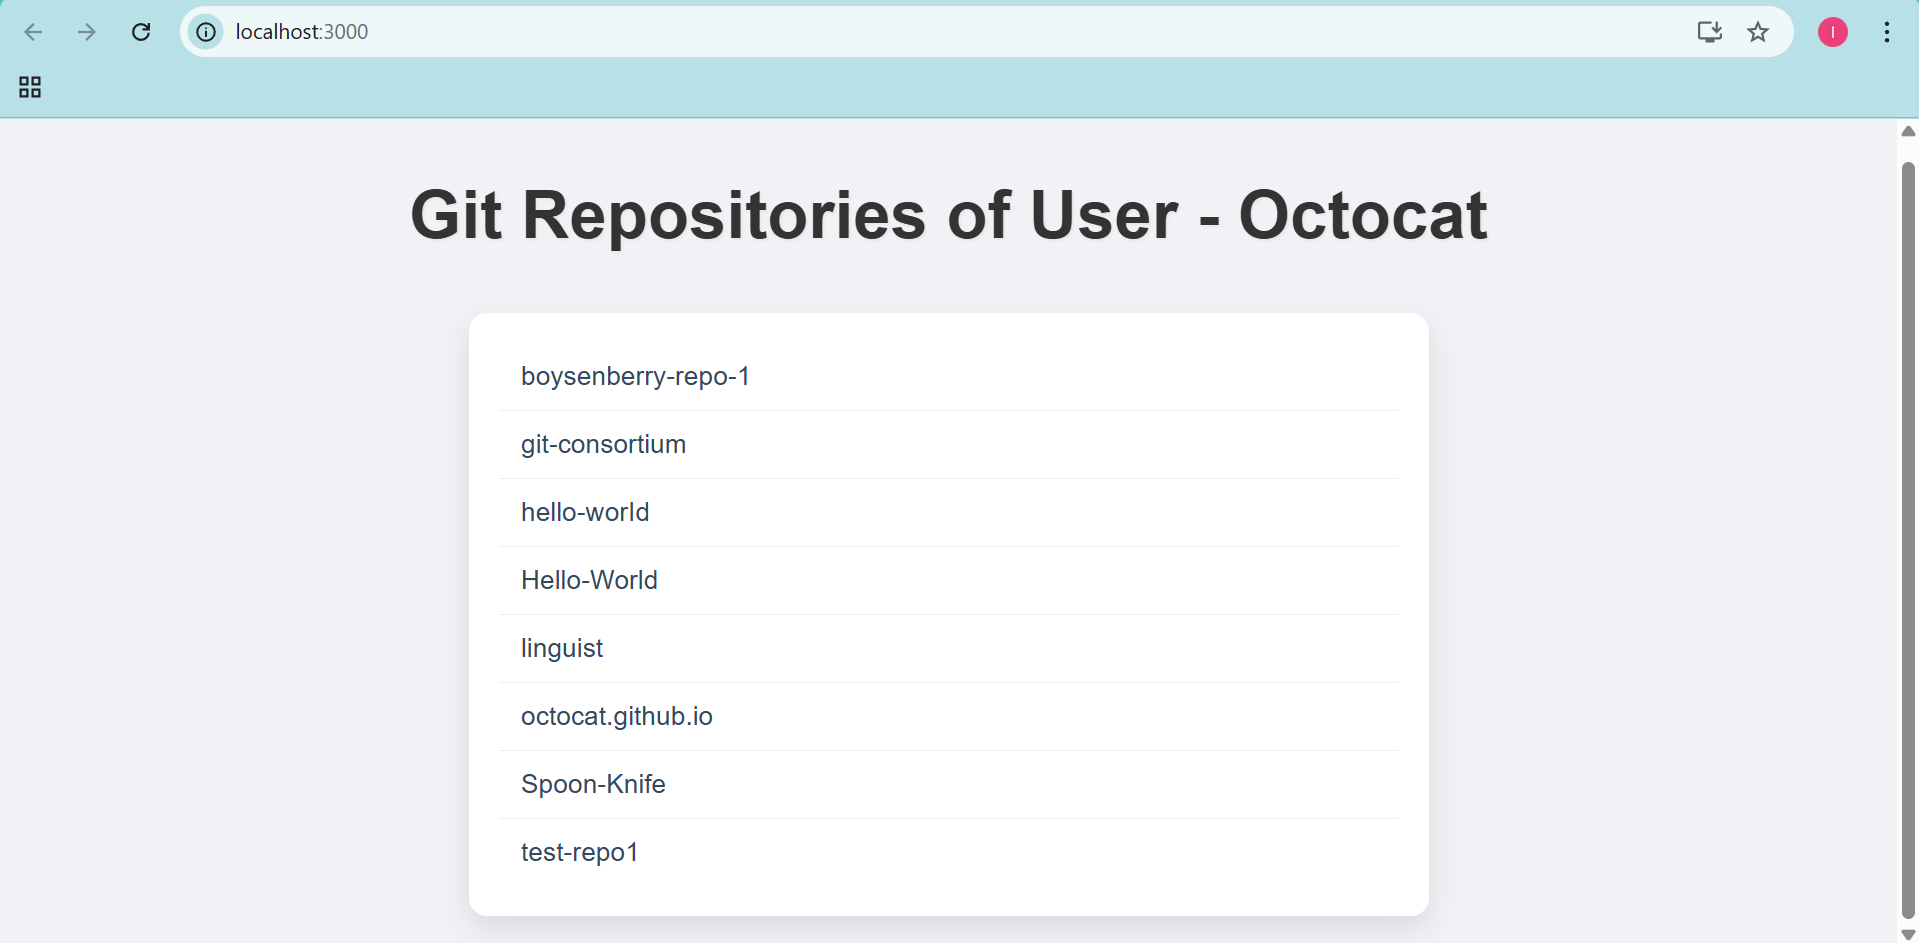 localhost:3000
I
Git Repositories of User - Octocat
boysenberry-repo-1
git-consortium
hello-world
Hello-World
linguist
octocat.github.io
Spoon-Knife
test-repo1